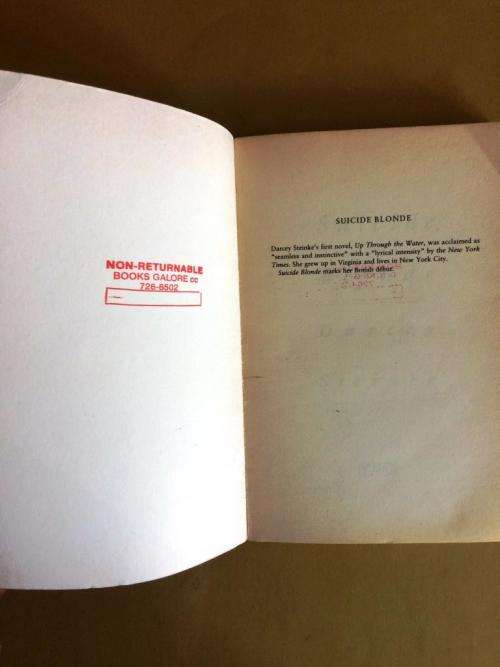 NON-RETURNABLE
BOOKS GALORE cc
726-6502
SUICIDE BLONDE
Darcey Steinke's first novel, Up Through the Water, was acclaimed as
"seamless and instinctive" with a "lyrical intensity" by the New York
Times. She grew up in Virginia and lives in New York City.
Suicide Blonde marks her British début.